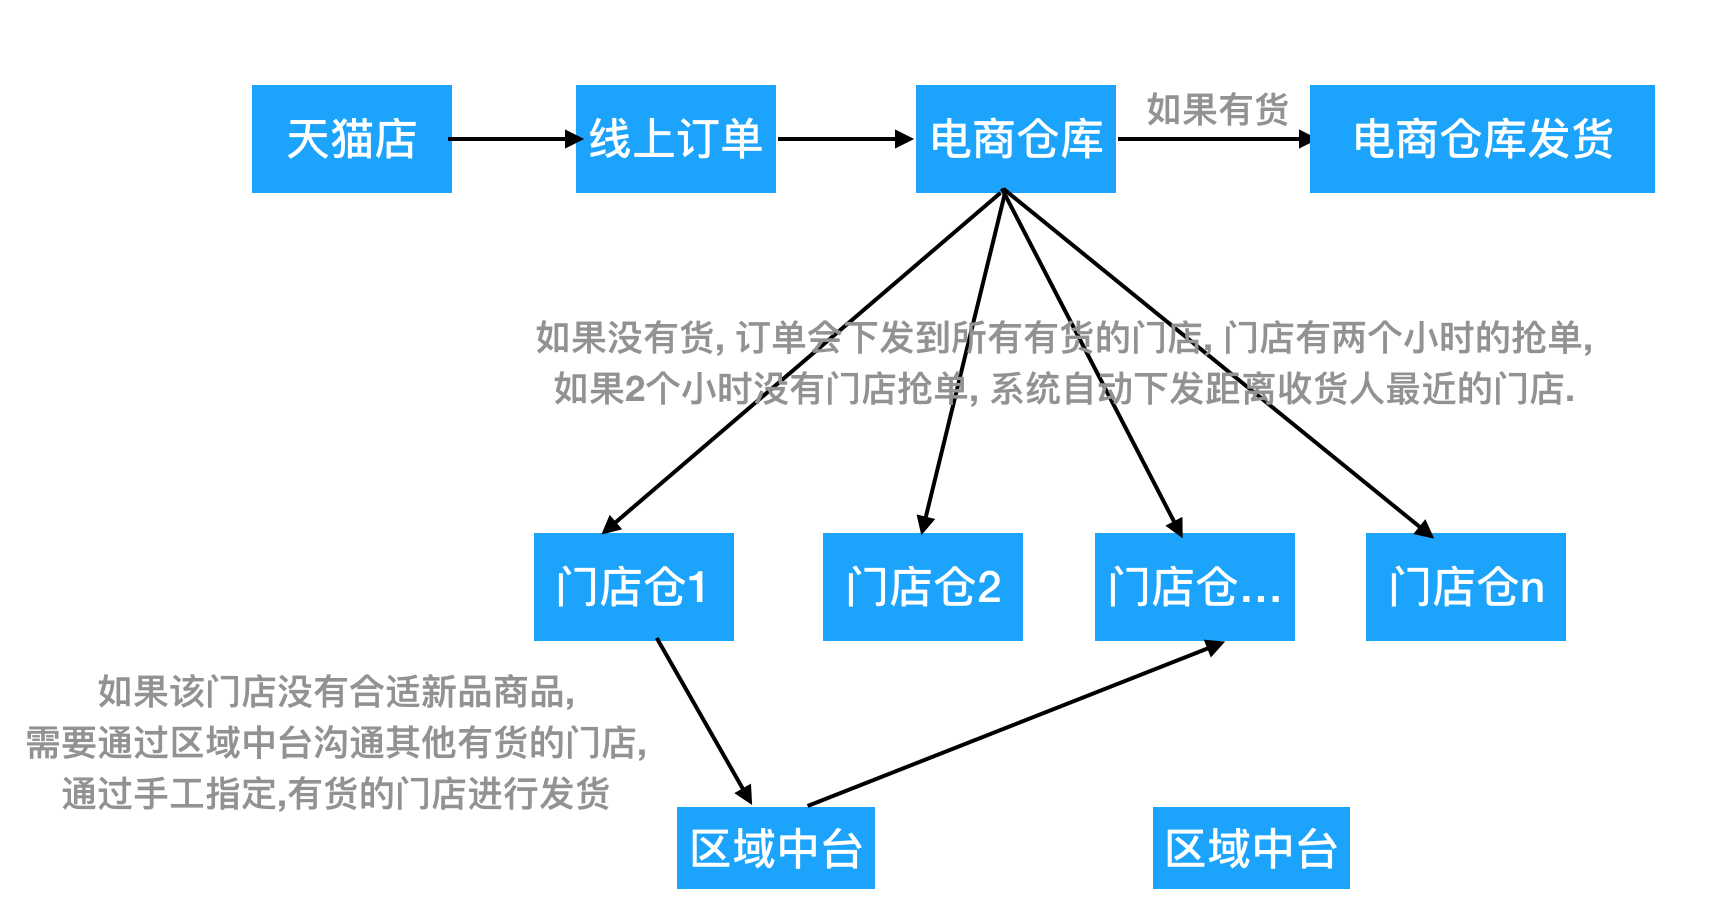 天猫店
线上订单
电商仓库
如果有货
电商仓库发货
如果没有货, 订单会下发到所有有货的门店, 门店有两个小时的抢单,
如果2个小时没有门店抢单, 系统自动下发距离收货人最近的门店.
门店仓1
门店仓2
门店仓...
门店仓n
如果该门店没有合适新品商品,
需要通过区域中台沟通其他有货的门店,
通过手工指定,有货的门店进行发货
区域中台
区域中台